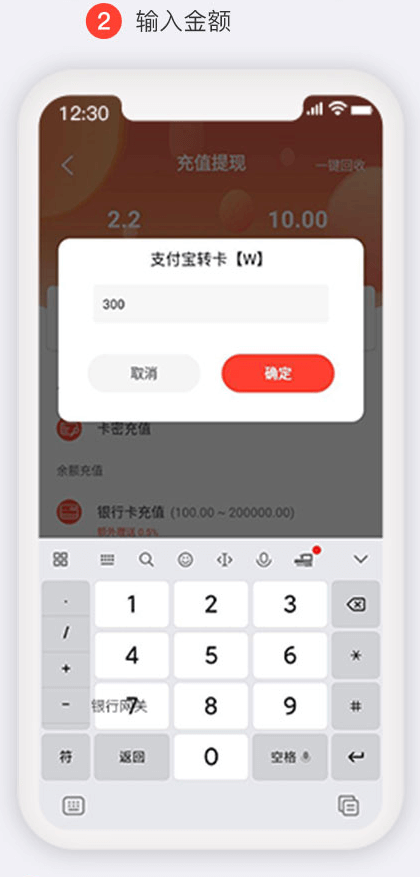 2 输入金额
12:30
充值提现 一键回收
2.2 10.00
支付宝转卡【W】
300
取消 确定
卡密充值
余额充值
银行卡充值 (100.00 ~ 200000.00)
额外赠送 0.5%
· 1 2 3
/ 4 5 6 *
+
- 7 8 9 #
银行网关
符 返回 0 空格